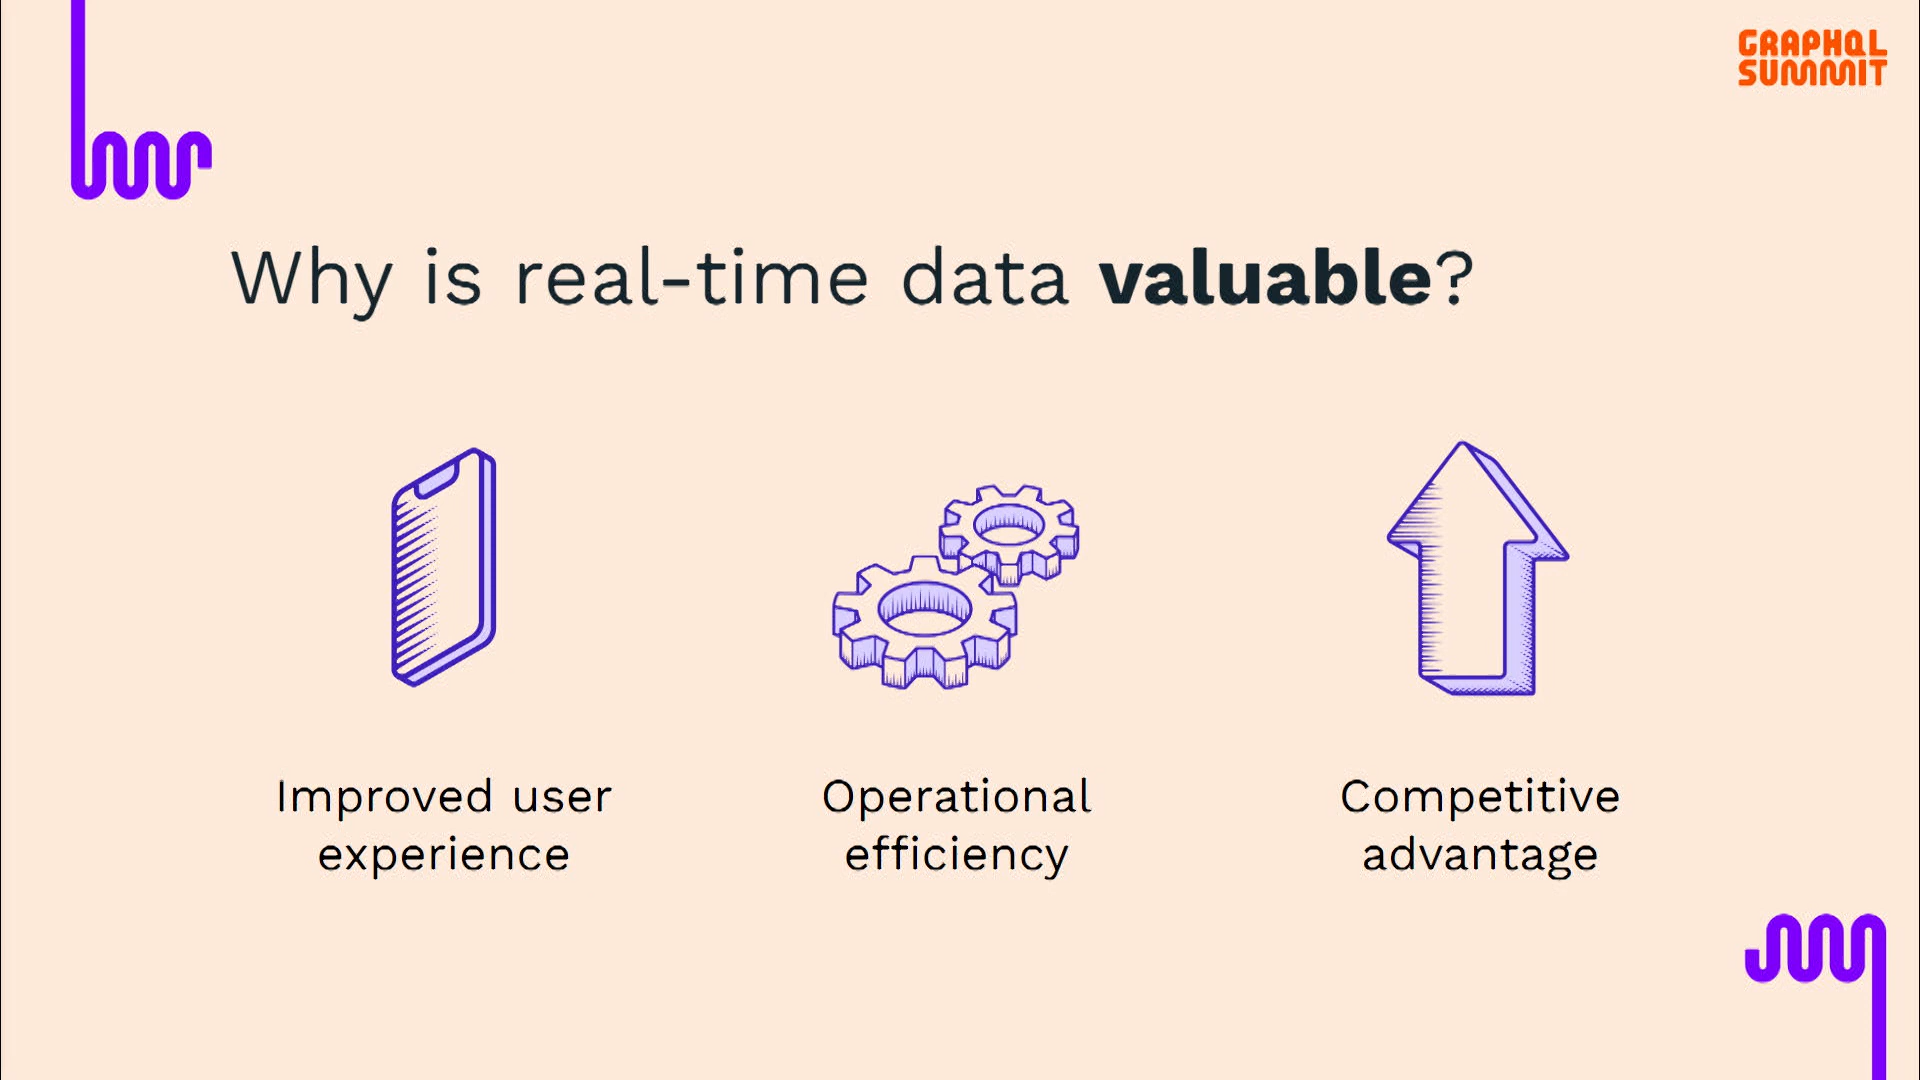 GRAPHQL
SUMMIT
Why is real-time data valuable?
Improved user
experience
Operational
efficiency
Competitive
advantage